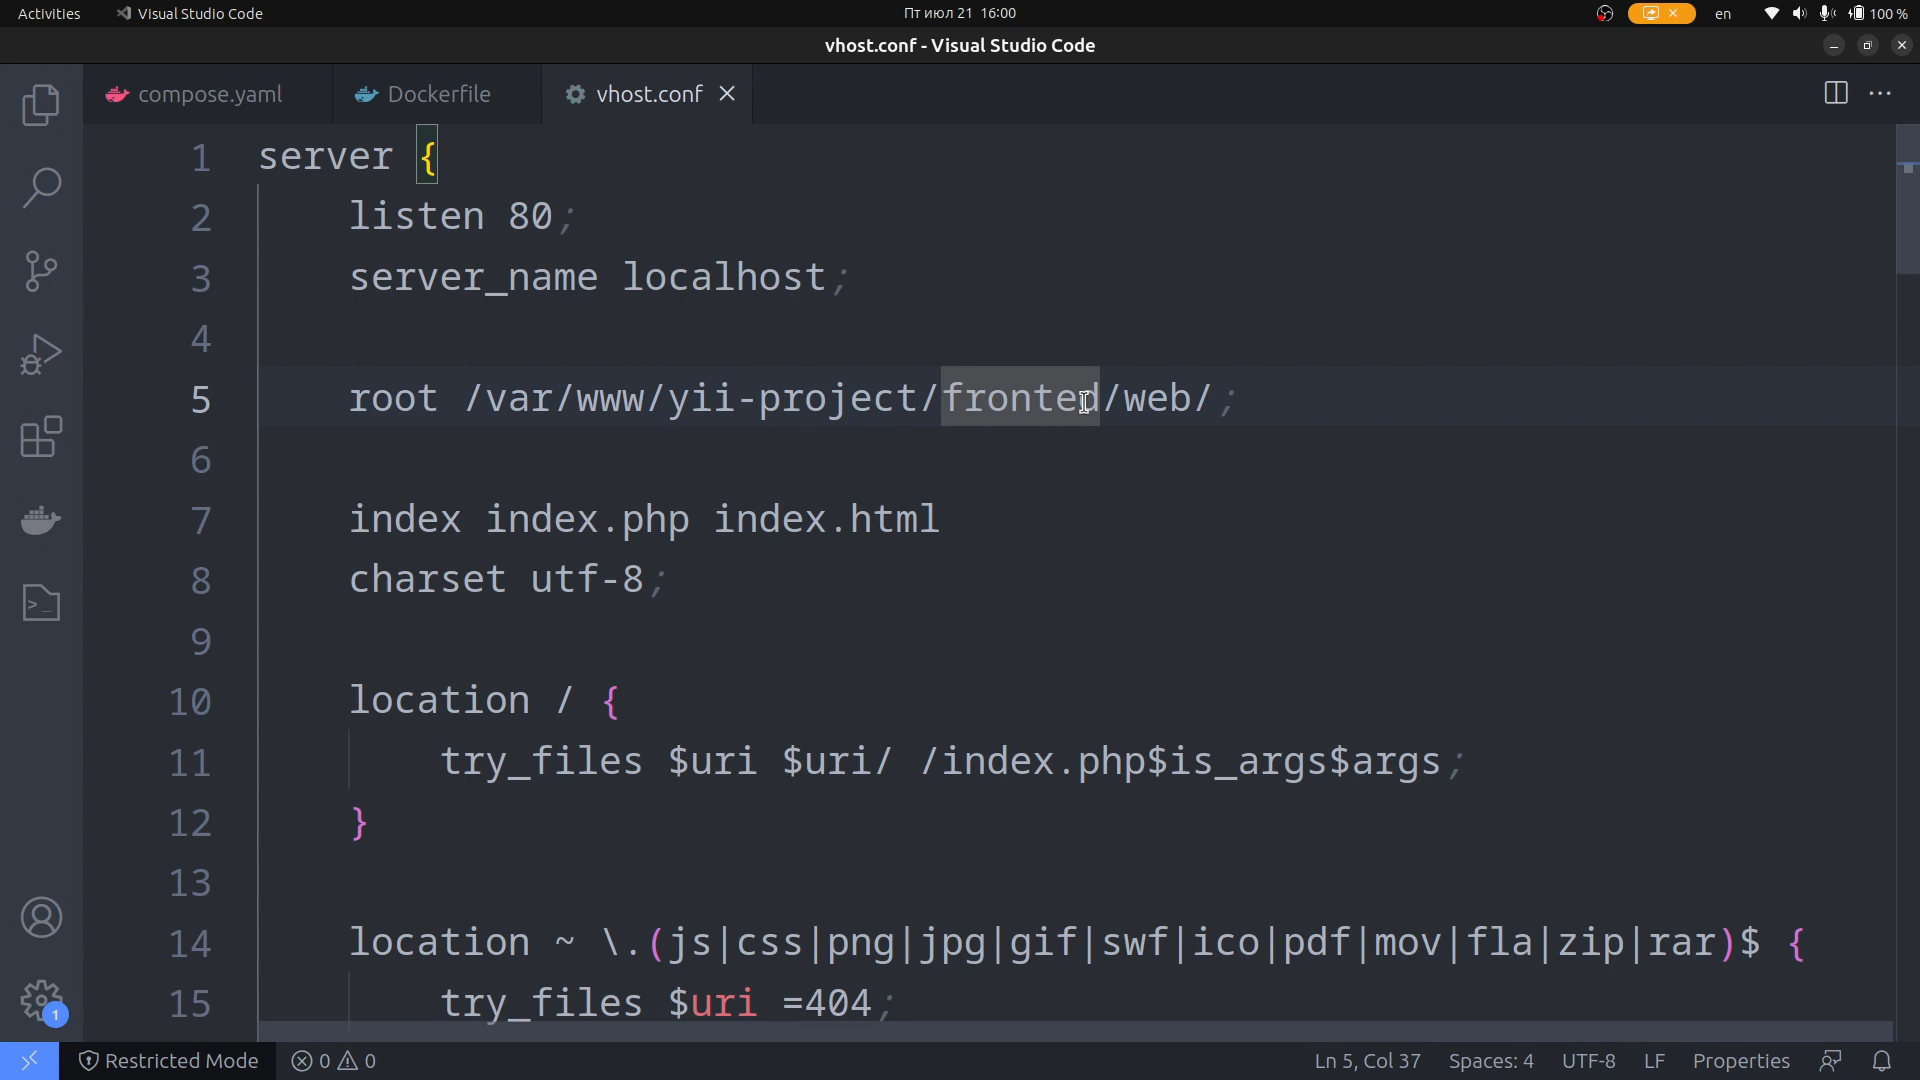 Activities Visual Studio Code Пт июл 21 16:00 en 100 %
vhost.conf - Visual Studio Code
compose.yaml Dockerfile vhost.conf
1 server {
2 listen 80;
3 server_name localhost;
4
5 root /var/www/yii-project/fronted/web/;
6
7 index index.php index.html
8 charset utf-8;
9
10 location / {
11 try_files $uri $uri/ /index.php$is_args$args;
12 }
13
14 location ~ \.(js|css|png|jpg|gif|swf|ico|pdf|mov|fla|zip|rar)$ {
15 try_files $uri =404;
1
Restricted Mode 0 0 Ln 5, Col 37 Spaces: 4 UTF-8 LF Properties